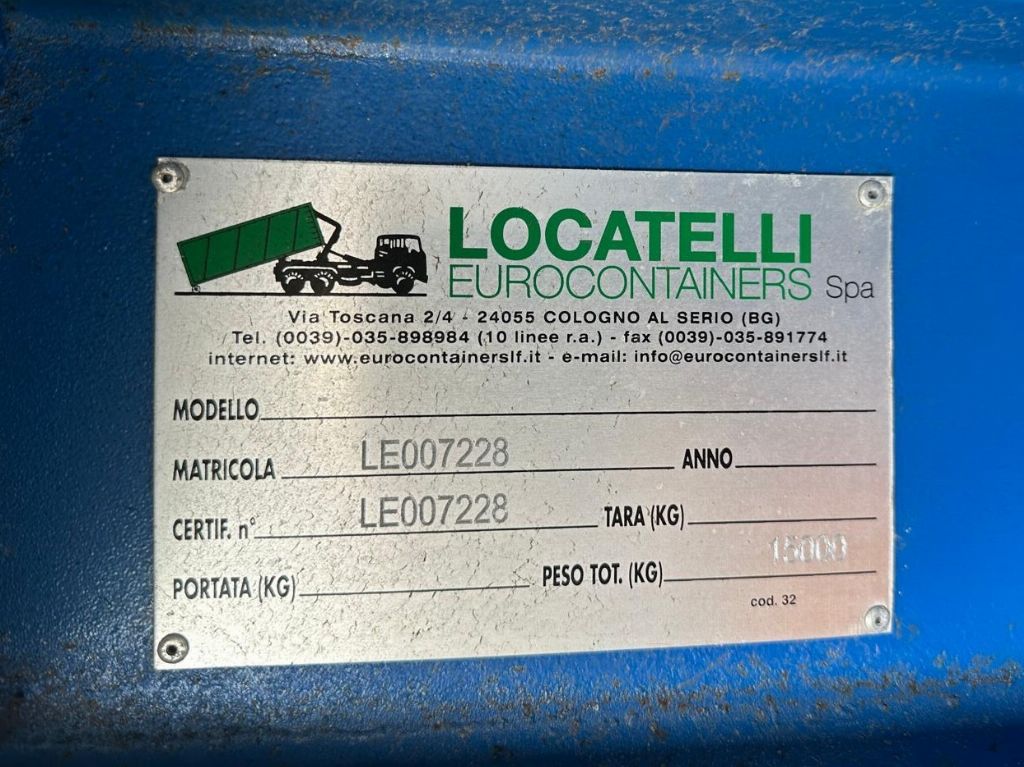 LOCATELLI
EUROCONTAINERS Spa
Via Toscana 2/4 - 24055 COLOGNO AL SERIO (BG)
Tel. (0039)-035-898984 (10 linee r.a.) - fax (0039)-035-891774
internet: www.eurocontainerslf.it - e-mail: info@eurocontainerslf.it
MODELLO
MATRICOLA LE007228 ANNO
CERTIF. n° LE007228 TARA (KG)
PORTATA (KG) PESO TOT. (KG) 15000
cod. 32